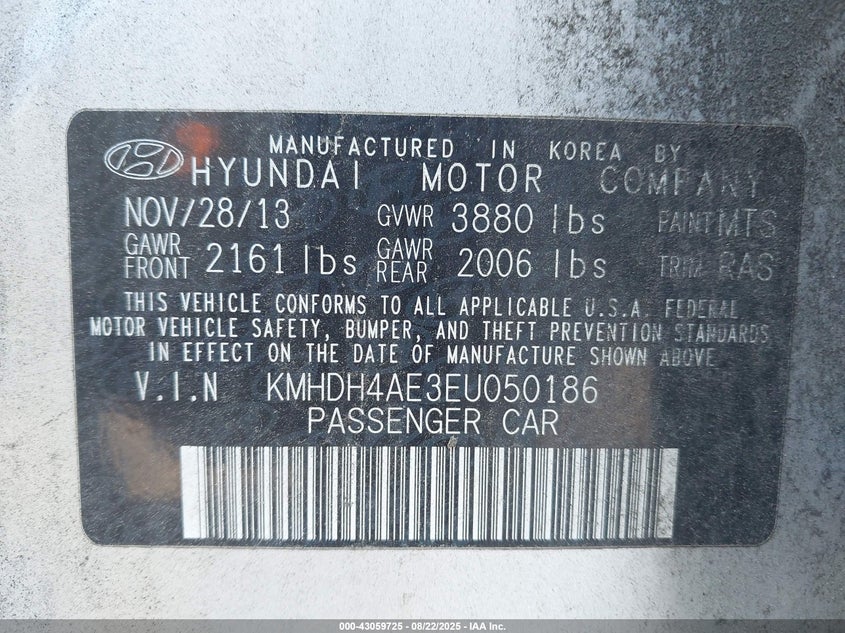 MANUFACTURED IN KOREA BY
HYUNDAI MOTOR COMPANY
NOV/28/13 GVWR 3880 lbs PAINT MTS
GAWR FRONT 2161 lbs GAWR REAR 2006 lbs TRIM RAS
THIS VEHICLE CONFORMS TO ALL APPLICABLE U.S.A. FEDERAL
MOTOR VEHICLE SAFETY, BUMPER, AND THEFT PREVENTION STANDARDS
IN EFFECT ON THE DATE OF MANUFACTURE SHOWN ABOVE
V.I.N KMHDH4AE3EU050186
PASSENGER CAR
000-43059725 - 08/22/2025 - IAA Inc.